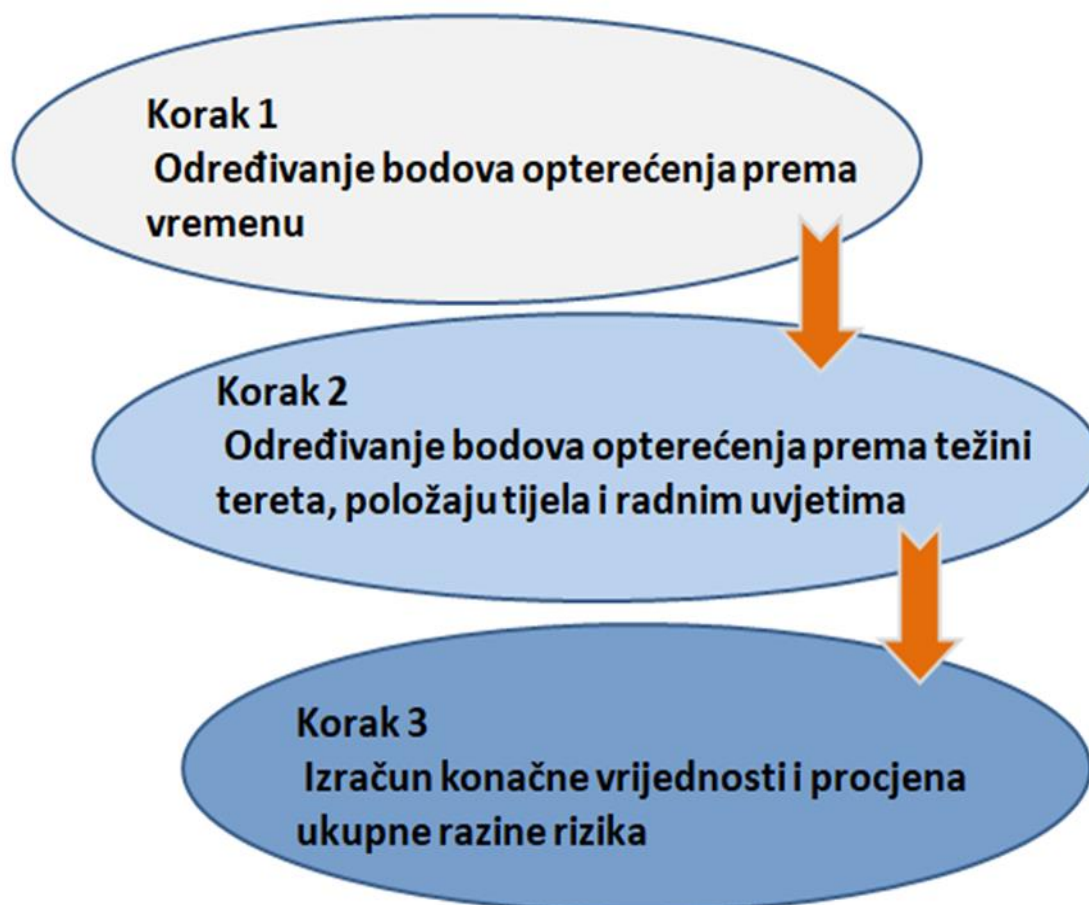 Korak 1
Određivanje bodova opterećenja prema
vremenu
Korak 2
Određivanje bodova opterećenja prema težini
tereta, položaju tijela i radnim uvjetima
Korak 3
Izračun konačne vrijednosti i procjena
ukupne razine rizika